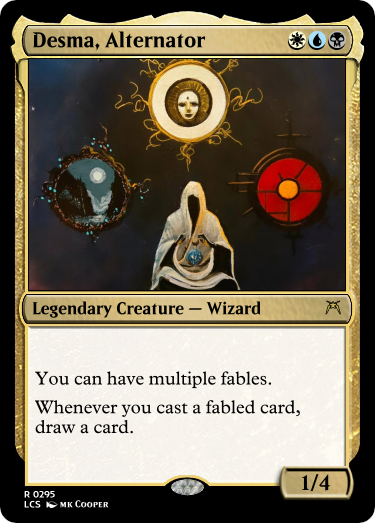 Desma, Alternator
Legendary Creature — Wizard
You can have multiple fables.
Whenever you cast a fabled card,
draw a card.
1/4
R 0295
LCS MK COOPER